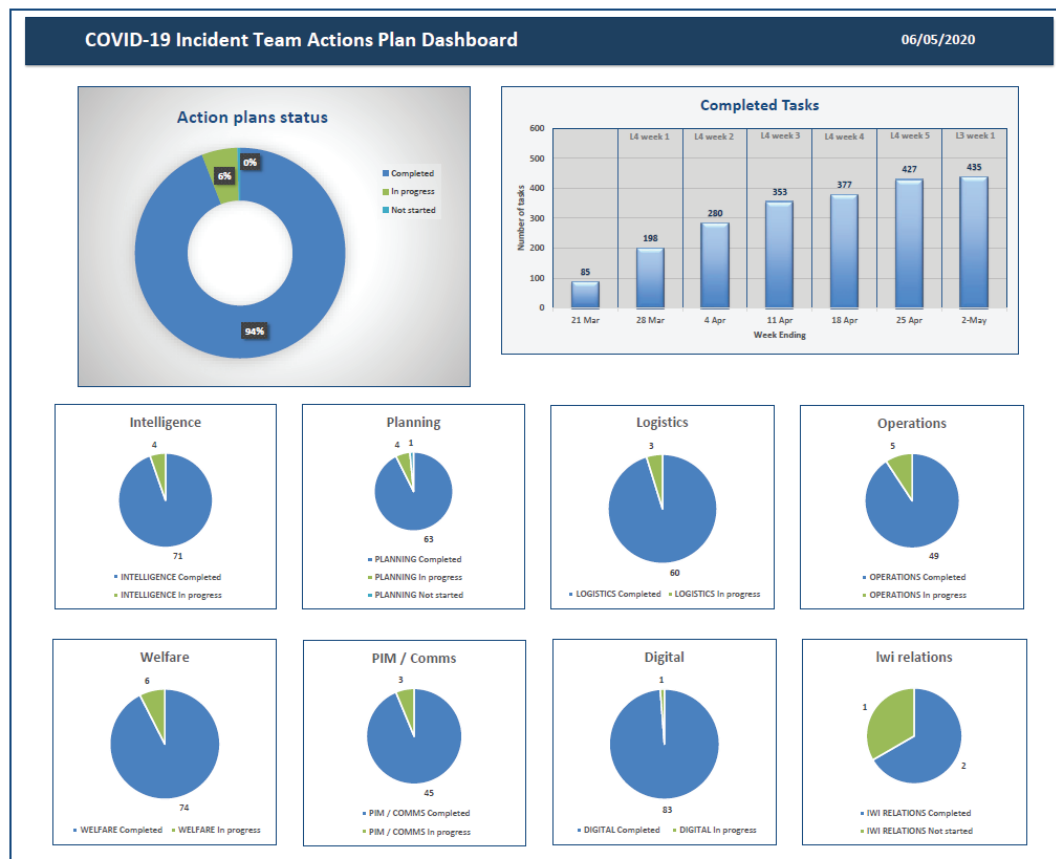 COVID-19 Incident Team Actions Plan Dashboard
06/05/2020
Action plans status
0%
6%
94%
Completed
In progress
Not started
Completed Tasks
Number of tasks
600
500
400
300
200
100
0
L4 week 1
L4 week 2
L4 week 3
L4 week 4
L4 week 5
L3 week 1
85
198
280
353
377
427
435
21 Mar
28 Mar
4 Apr
11 Apr
18 Apr
25 Apr
2-May
Week Ending
Intelligence
4
71
INTELLIGENCE Completed
INTELLIGENCE In progress
Planning
4
1
63
PLANNING Completed
PLANNING In progress
PLANNING Not started
Logistics
3
60
LOGISTICS Completed
LOGISTICS In progress
Operations
5
49
OPERATIONS Completed
OPERATIONS In progress
Welfare
6
74
WELFARE Completed
WELFARE In progress
PIM / Comms
3
45
PIM / COMMS Completed
PIM / COMMS In progress
Digital
1
83
DIGITAL Completed
DIGITAL In progress
Iwi relations
1
2
IWI RELATIONS Completed
IWI RELATIONS Not started